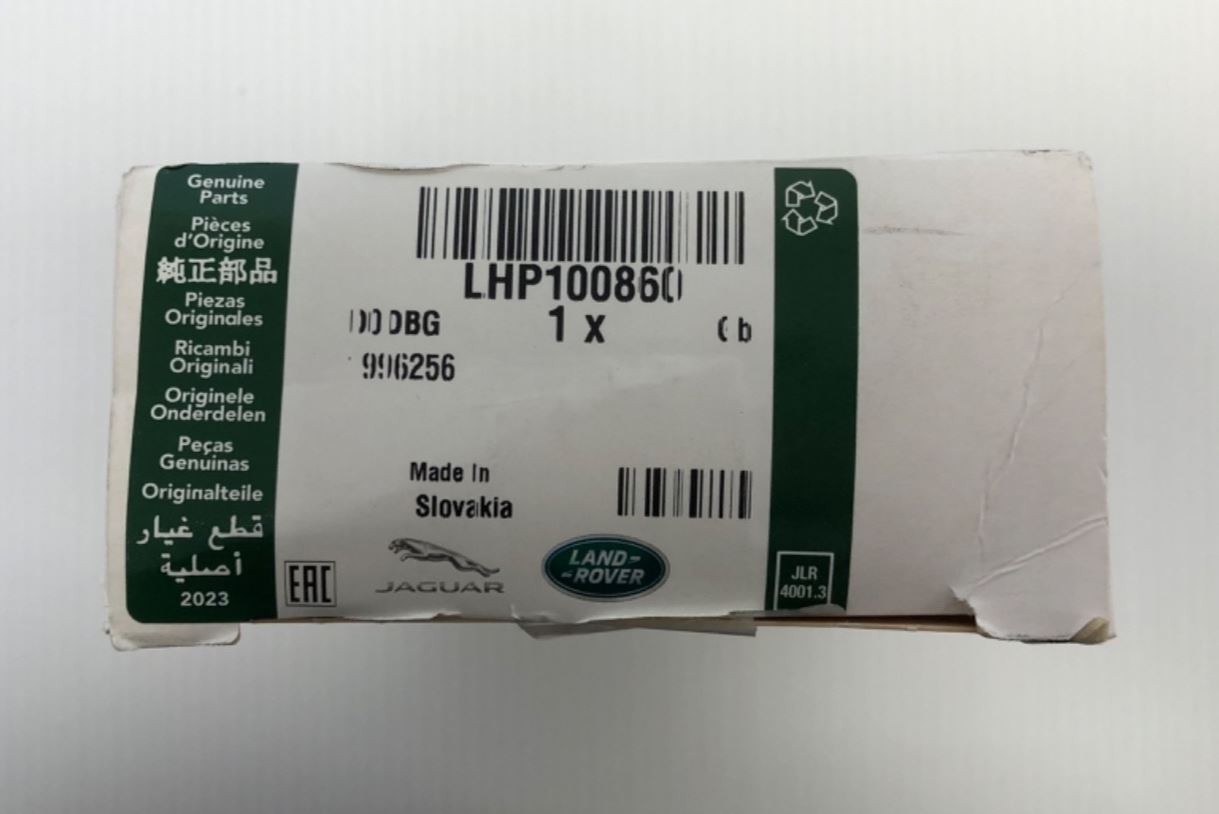 Genuine
Parts
Pièces
d'Origine
純正部品
Piezas
Originales
Ricambi
Originali
Originele
Onderdelen
Peças
Genuinas
Originalteile
قطع غيار
أصلية
2023
LHP100860
1 x
996256
Made In
Slovakia
EAC
JAGUAR
LAND-
-ROVER
JLR
4001.3